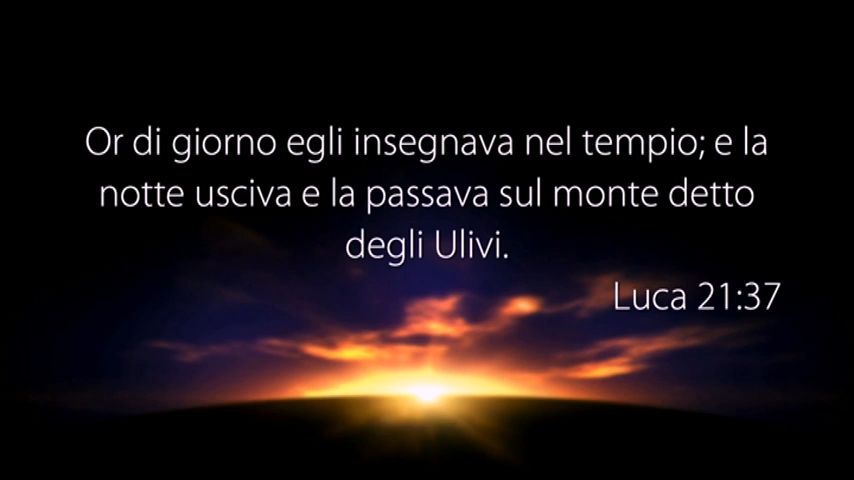 Or di giorno egli insegnava nel tempio; e la
notte usciva e la passava sul monte detto
degli Ulivi.
Luca 21:37